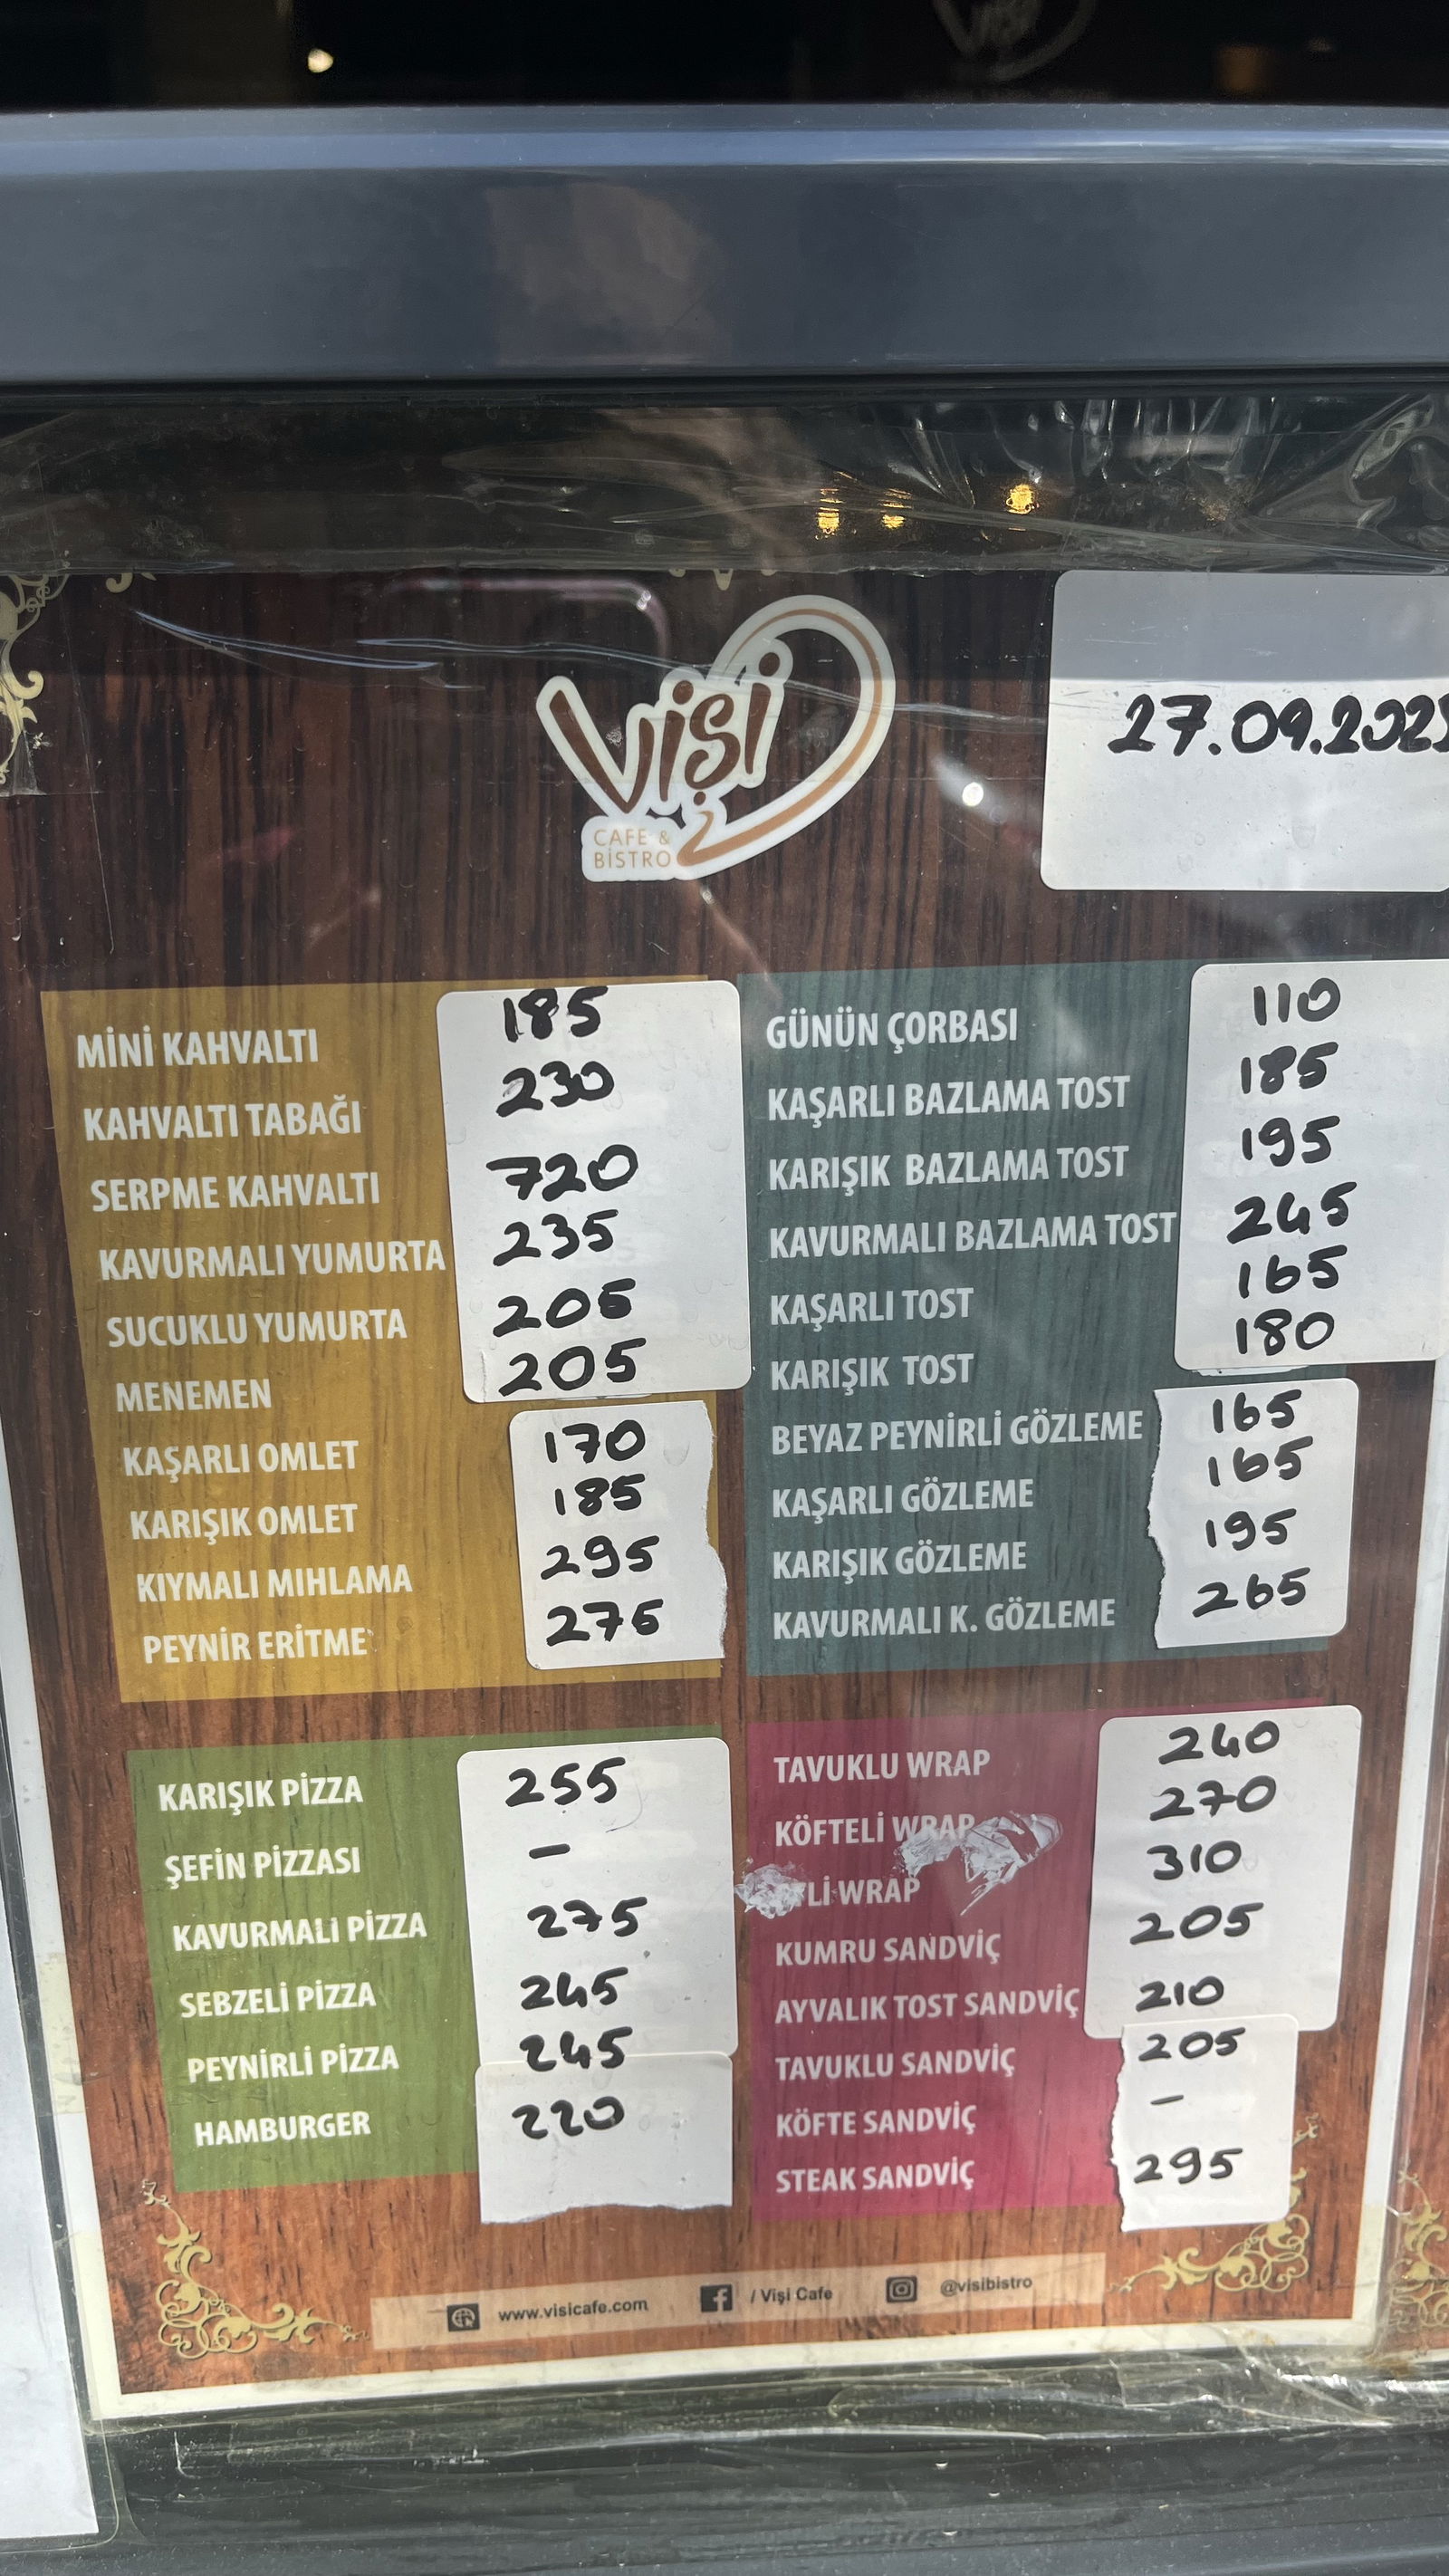 Vişi
CAFE &
BİSTRO
27.09.202
MİNİ KAHVALTI 185
KAHVALTI TABAĞI 230
SERPME KAHVALTI 720
KAVURMALI YUMURTA 235
SUCUKLU YUMURTA 205
MENEMEN 205
KAŞARLI OMLET 170
KARIŞIK OMLET 185
KIYMALI MIHLAMA 295
PEYNİR ERİTME 275
GÜNÜN ÇORBASI 110
KAŞARLI BAZLAMA TOST 185
KARIŞIK BAZLAMA TOST 195
KAVURMALI BAZLAMA TOST 245
KAŞARLI TOST 165
KARIŞIK TOST 180
BEYAZ PEYNİRLİ GÖZLEME 165
KAŞARLI GÖZLEME 165
KARIŞIK GÖZLEME 195
KAVURMALI K. GÖZLEME 265
KARIŞIK PİZZA 255
ŞEFİN PİZZASI –
KAVURMALI PİZZA 275
SEBZELİ PİZZA 245
PEYNİRLİ PİZZA 245
HAMBURGER 220
TAVUKLU WRAP 240
KÖFTELİ WRAP 270
WRAP 310
KUMRU SANDVİÇ 205
AYVALIK TOST SANDVİÇ 210
TAVUKLU SANDVİÇ 205
KÖFTE SANDVİÇ –
STEAK SANDVİÇ 295
www.visicafe.com
/ Vişi Cafe
@visibistro